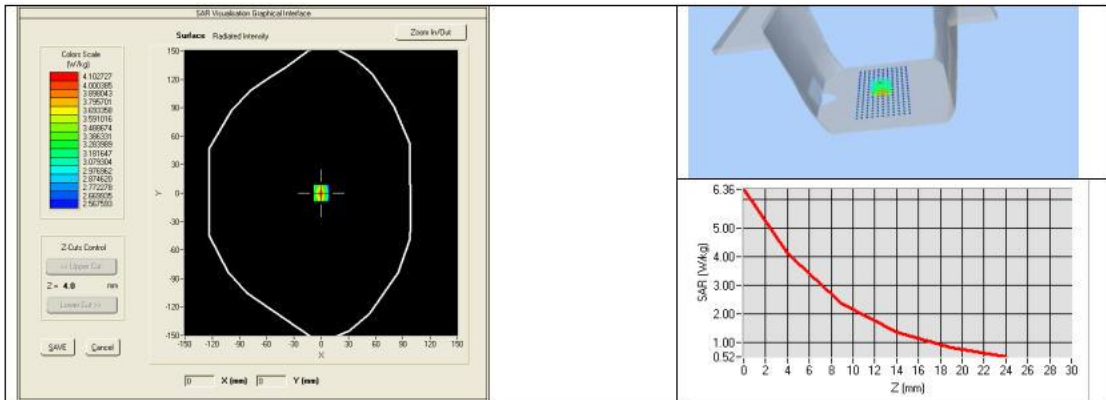 SAR Visualisation Graphical Interface
Surface Radiated Intensity
Zoom In/Out
Colors Scale
(W/kg)
4.102727
4.000385
3.898043
3.795701
3.693358
3.591016
3.488674
3.386331
3.283989
3.181647
3.079304
2.976962
2.874620
2.772278
2.669935
2.567593
Z-Cuts Control
<< Upper Cut
Z = 4.0 mm
Lower Cut >>
SAVE Cancel
150-
120-
90-
60-
30-
0-
-30-
-60-
-90-
-120-
-150-
Y
-150 -120 -90 -60 -30 0 30 60 90 120 150
X
0 X (mm) 0 Y (mm)
6.36
5.00
4.00
3.00
2.00
1.00
0.52
SAR (W/kg)
0 2 4 6 8 10 12 14 16 18 20 22 24 26 28 30
Z (mm)